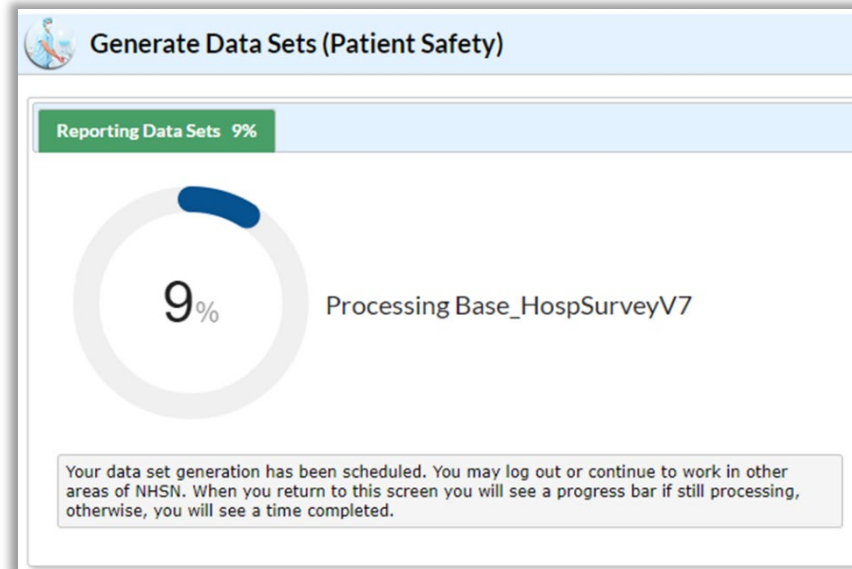 Generate Data Sets (Patient Safety)
Reporting Data Sets 9%
9%
Processing Base_HospSurveyV7
Your data set generation has been scheduled. You may log out or continue to work in other
areas of NHSN. When you return to this screen you will see a progress bar if still processing,
otherwise, you will see a time completed.